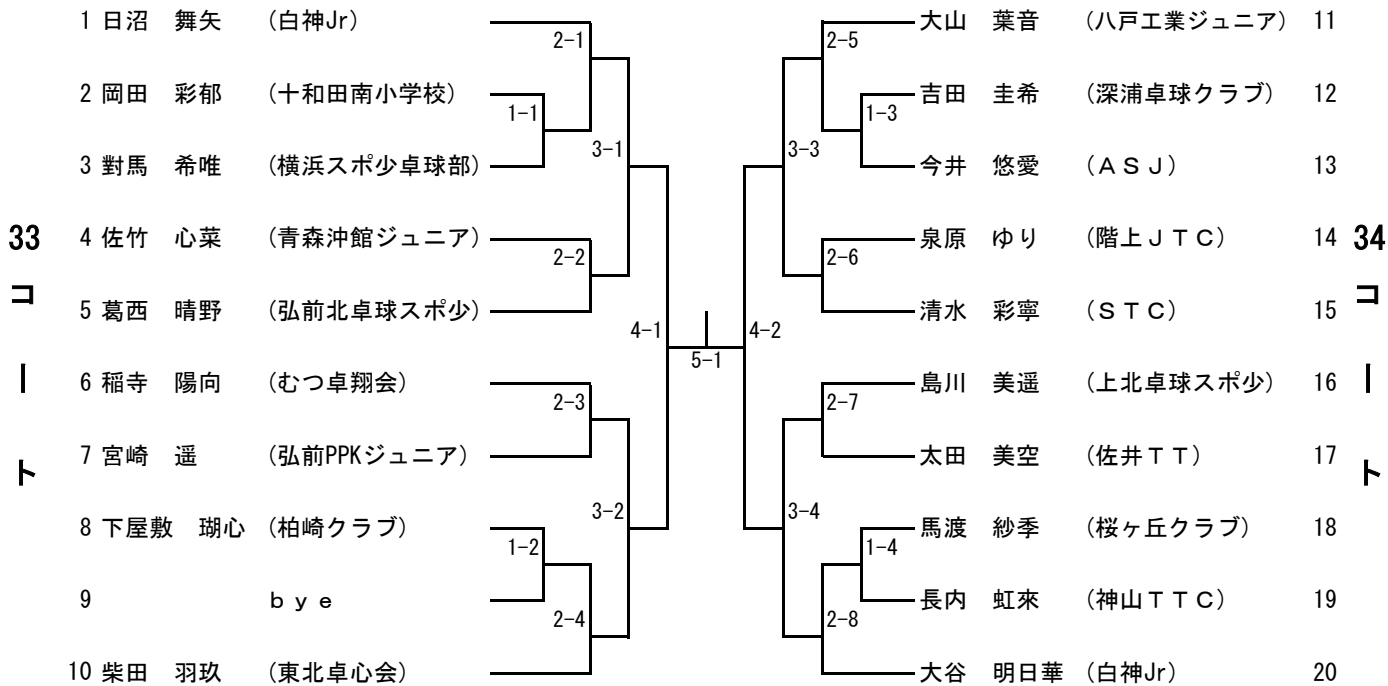 1 日沼　舞矢　(白神Jr)
2-1
2 岡田　彩郁　(十和田南小学校)
1-1
3 對馬　希唯　(横浜スポ少卓球部)
3-1
4 佐竹　心菜　(青森沖館ジュニア)
2-2
5 葛西　晴野　(弘前北卓球スポ少)
4-1
6 稲寺　陽向　(むつ卓翔会)
2-3
7 宮崎　遥　(弘前PPKジュニア)
3-2
8 下屋敷　瑚心　(柏崎クラブ)
1-2
9　ｂｙｅ
2-4
10 柴田　羽玖　(東北卓心会)
33コート
5-1
大山　葉音　(八戸工業ジュニア)　11
2-5
吉田　圭希　(深浦卓球クラブ)　12
1-3
今井　悠愛　(ＡＳＪ)　13
3-3
泉原　ゆり　(階上ＪＴＣ)　14
2-6
清水　彩寧　(ＳＴＣ)　15
4-2
島川　美遥　(上北卓球スポ少)　16
2-7
太田　美空　(佐井ＴＴ)　17
3-4
馬渡　紗季　(桜ヶ丘クラブ)　18
1-4
長内　虹來　(神山ＴＴＣ)　19
2-8
大谷　明日華　(白神Jr)　20
34コート